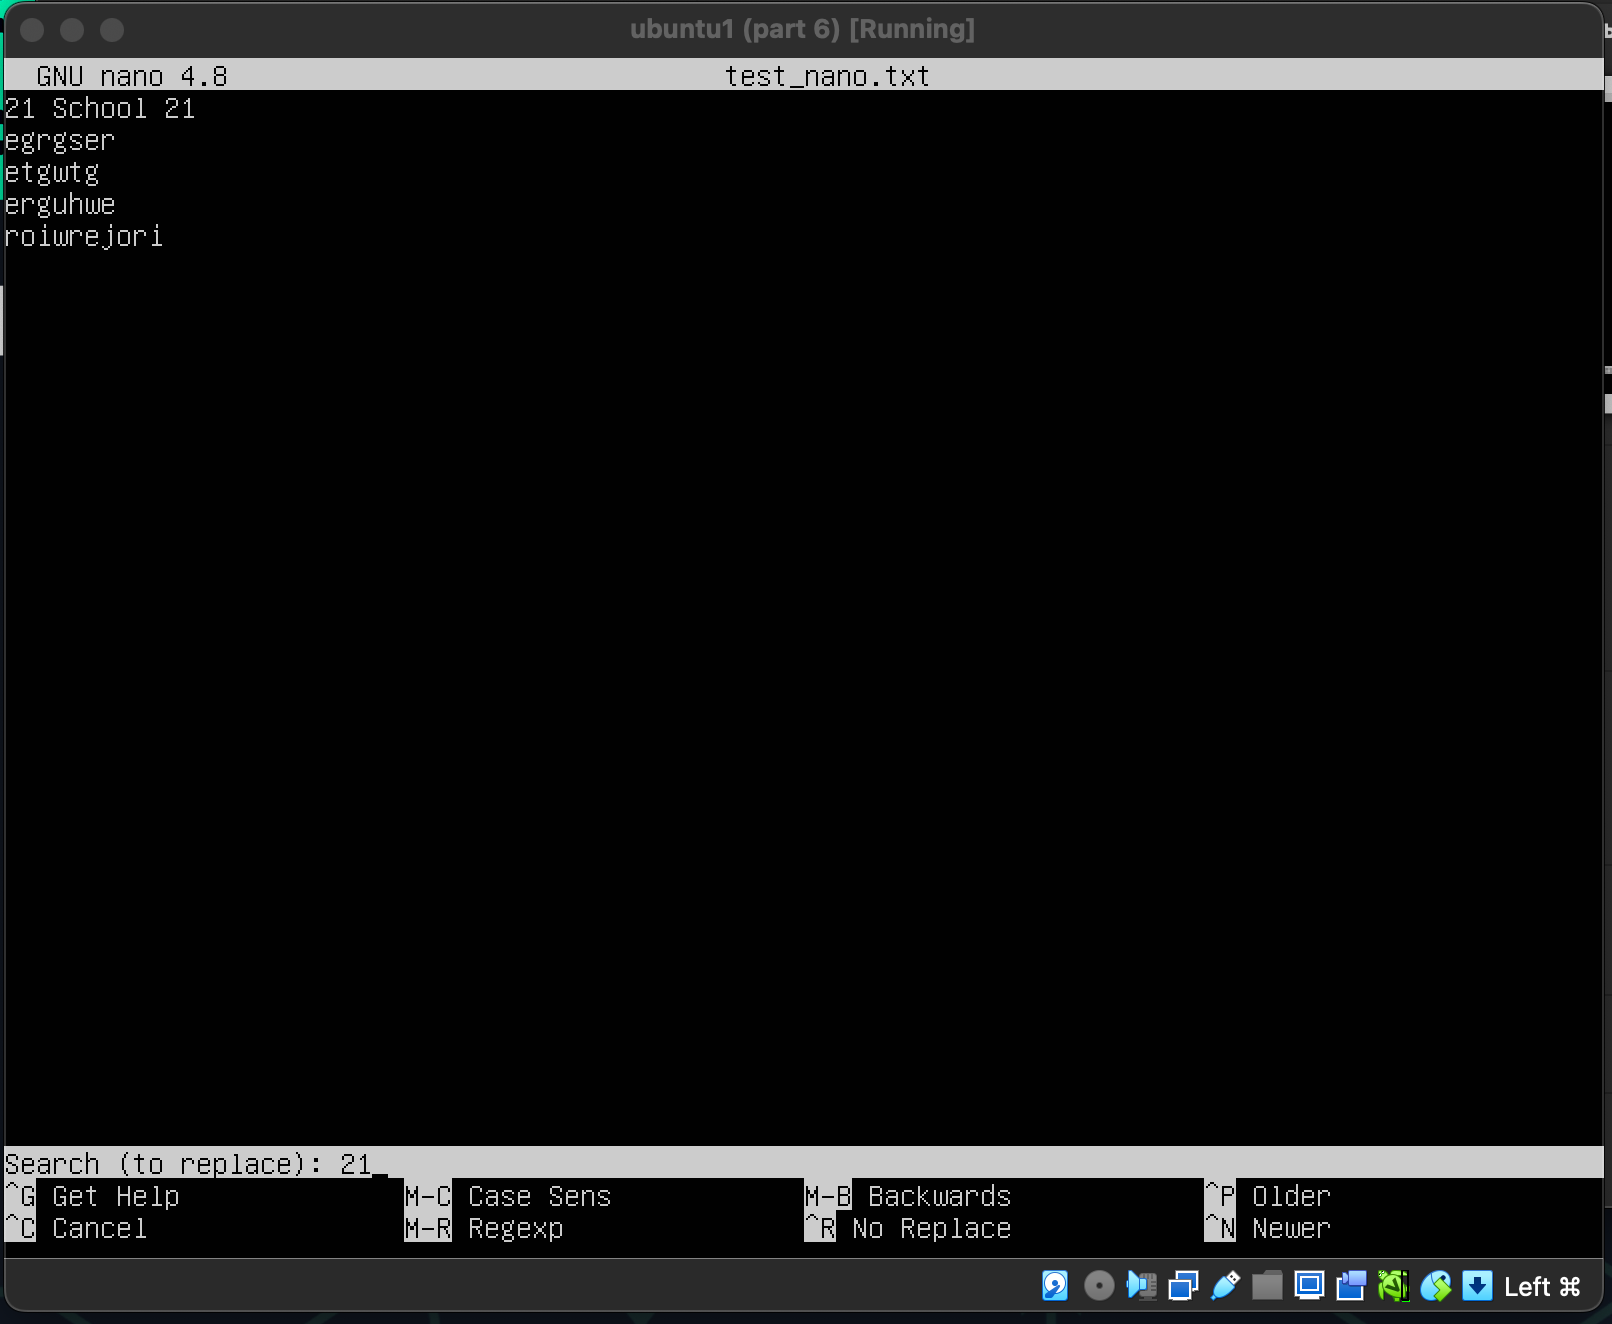 ubuntu1 (part 6) [Running]
GNU nano 4.8 test_nano.txt
21 School 21
egrgser
etgwtg
erguhwe
roiwrejori
Search (to replace): 21
^G Get Help M-C Case Sens M-B Backwards ^P Older
^C Cancel M-R Regexp ^R No Replace ^N Newer
Left ⌘